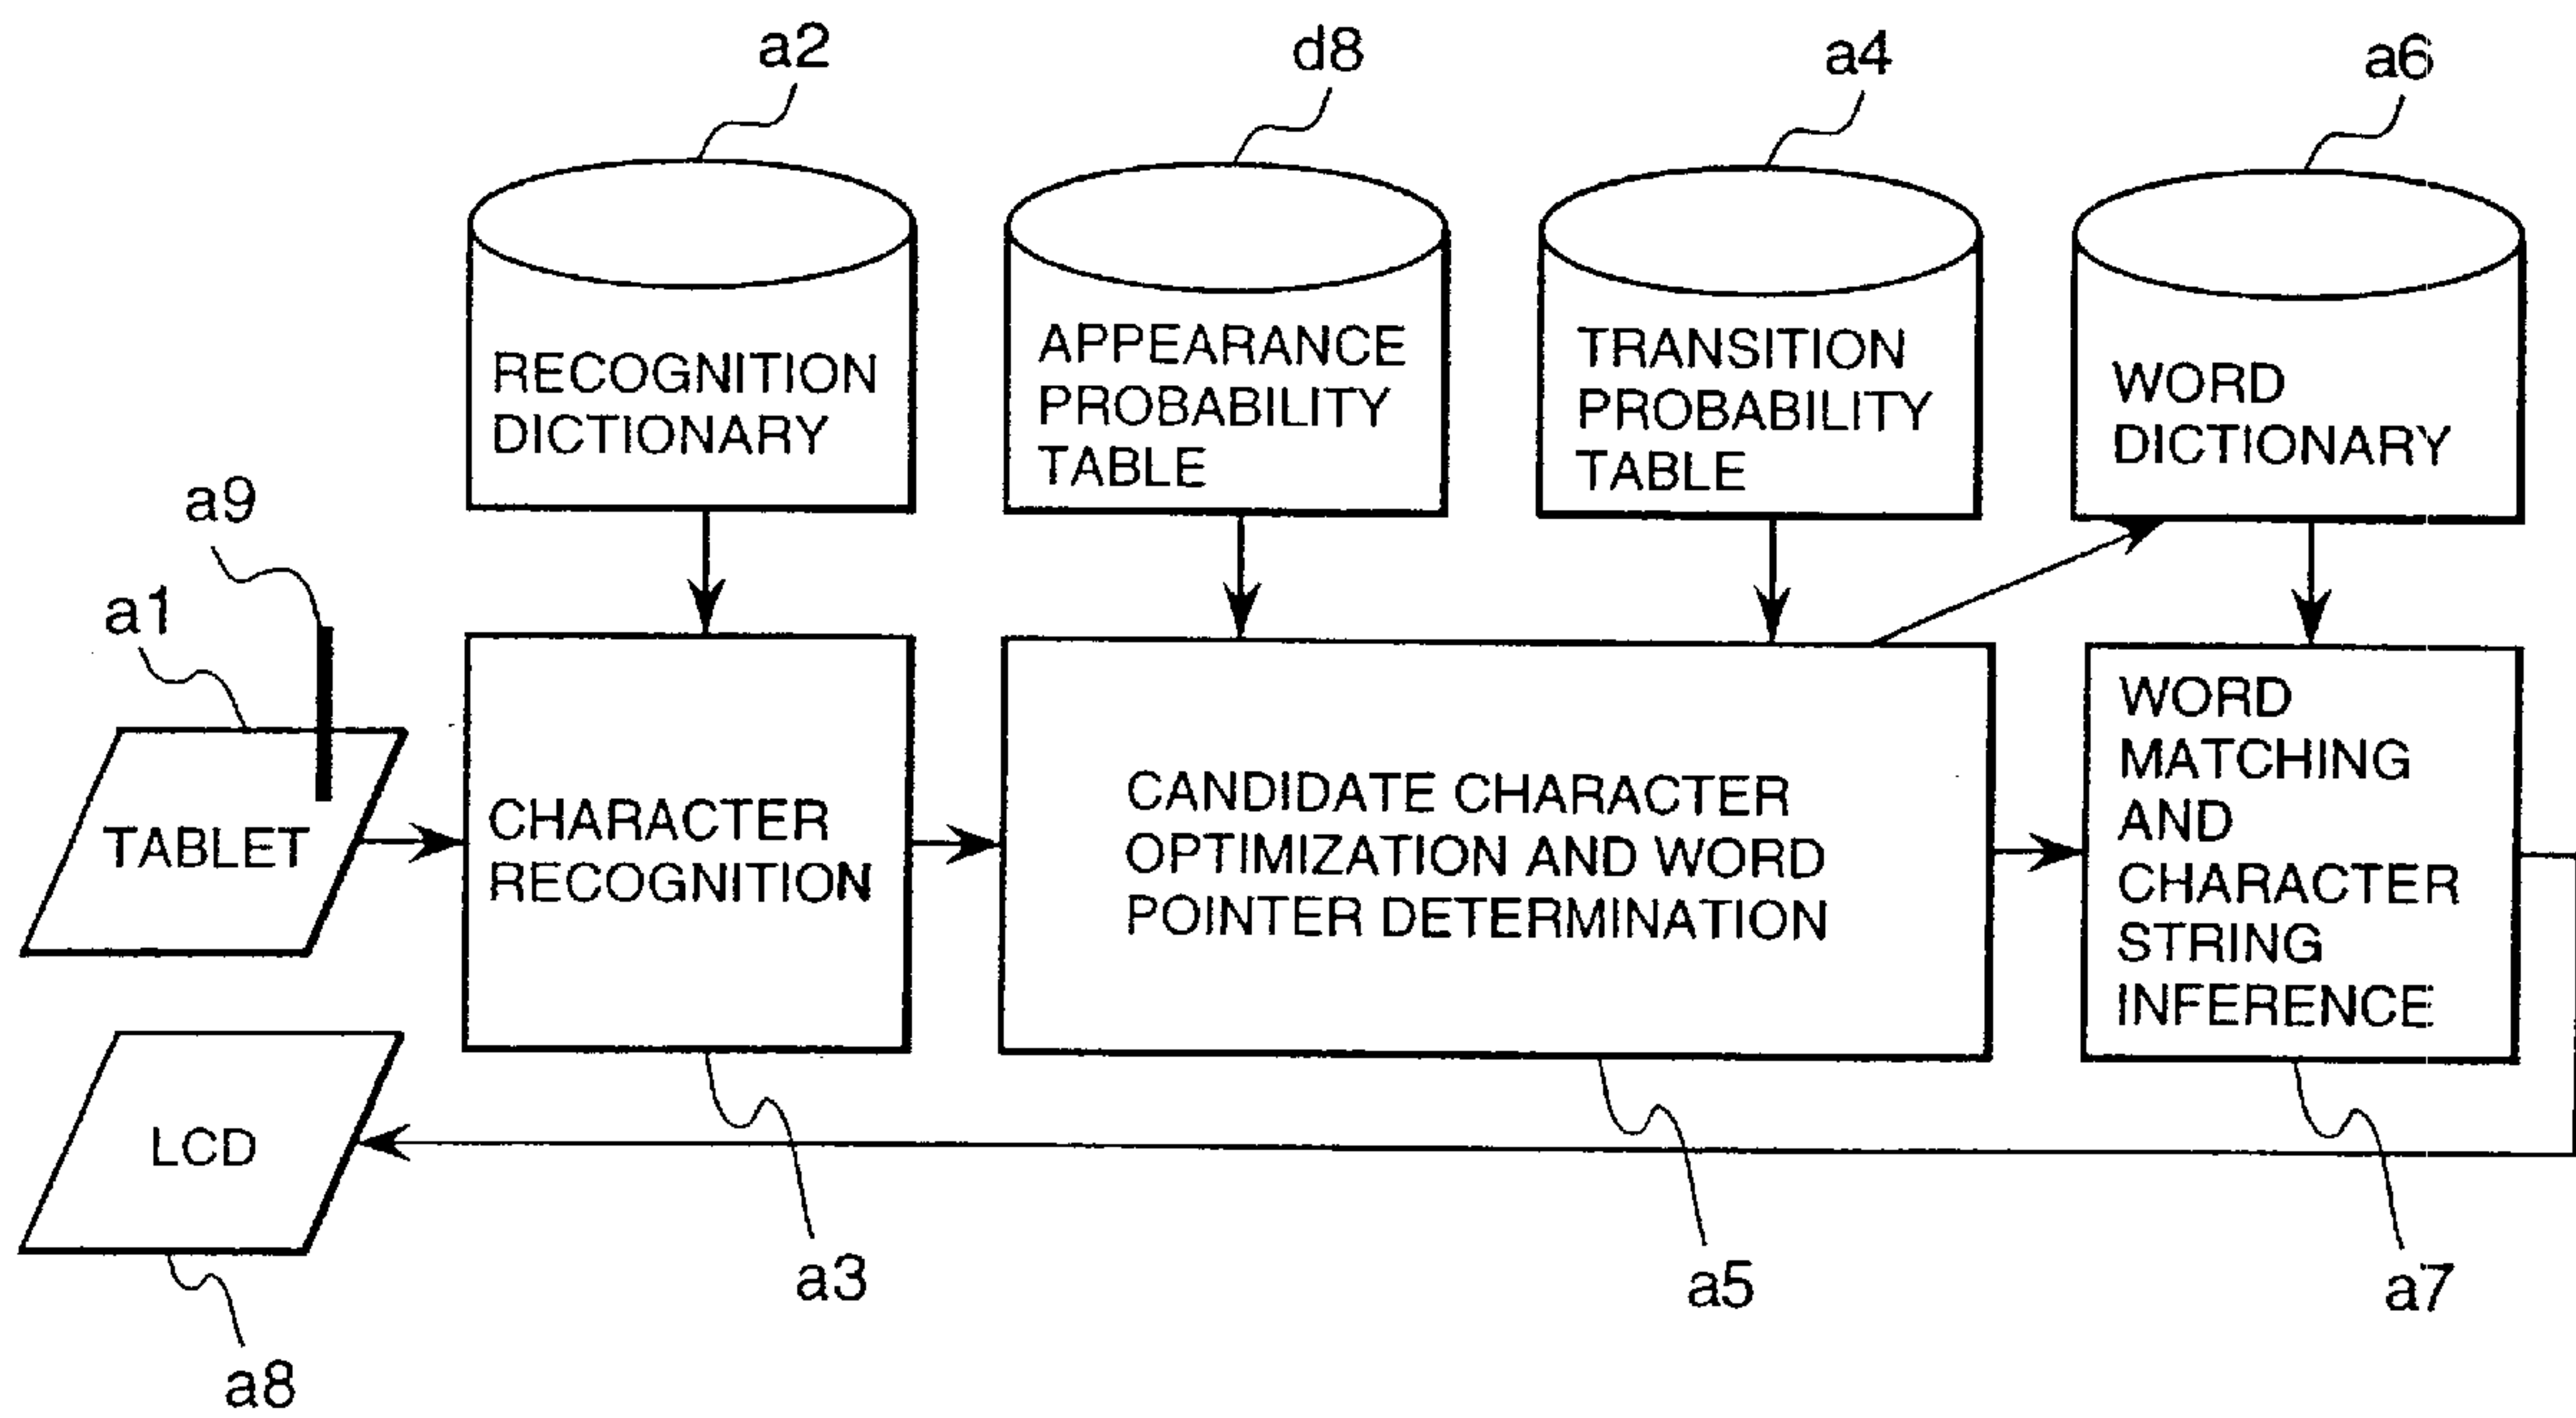 a2
d8
a4
a6
RECOGNITION
DICTIONARY
APPEARANCE
PROBABILITY
TABLE
TRANSITION
PROBABILITY
TABLE
WORD
DICTIONARY
a9
a1
TABLET
CHARACTER
RECOGNITION
CANDIDATE CHARACTER
OPTIMIZATION AND WORD
POINTER DETERMINATION
WORD
MATCHING
AND
CHARACTER
STRING
INFERENCE
LCD
a3
a5
a7
a8